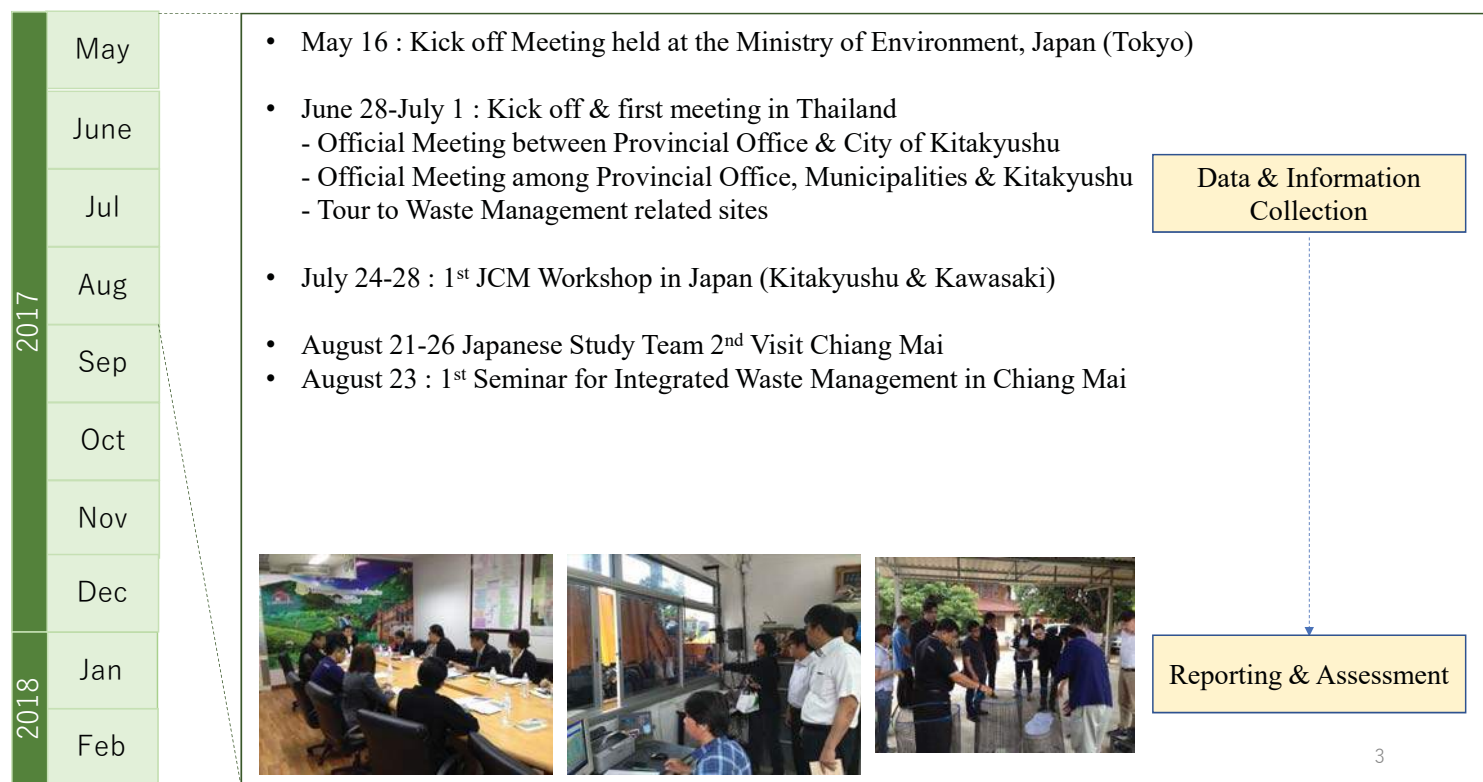 2017
May
June
Jul
Aug
Sep
Oct
Nov
Dec
2018
Jan
Feb
• May 16 : Kick off Meeting held at the Ministry of Environment, Japan (Tokyo)
• June 28-July 1 : Kick off & first meeting in Thailand
- Official Meeting between Provincial Office & City of Kitakyushu
- Official Meeting among Provincial Office, Municipalities & Kitakyushu
- Tour to Waste Management related sites
• July 24-28 : 1st JCM Workshop in Japan (Kitakyushu & Kawasaki)
• August 21-26 Japanese Study Team 2nd Visit Chiang Mai
• August 23 : 1st Seminar for Integrated Waste Management in Chiang Mai
Data & Information
Collection
Reporting & Assessment
3